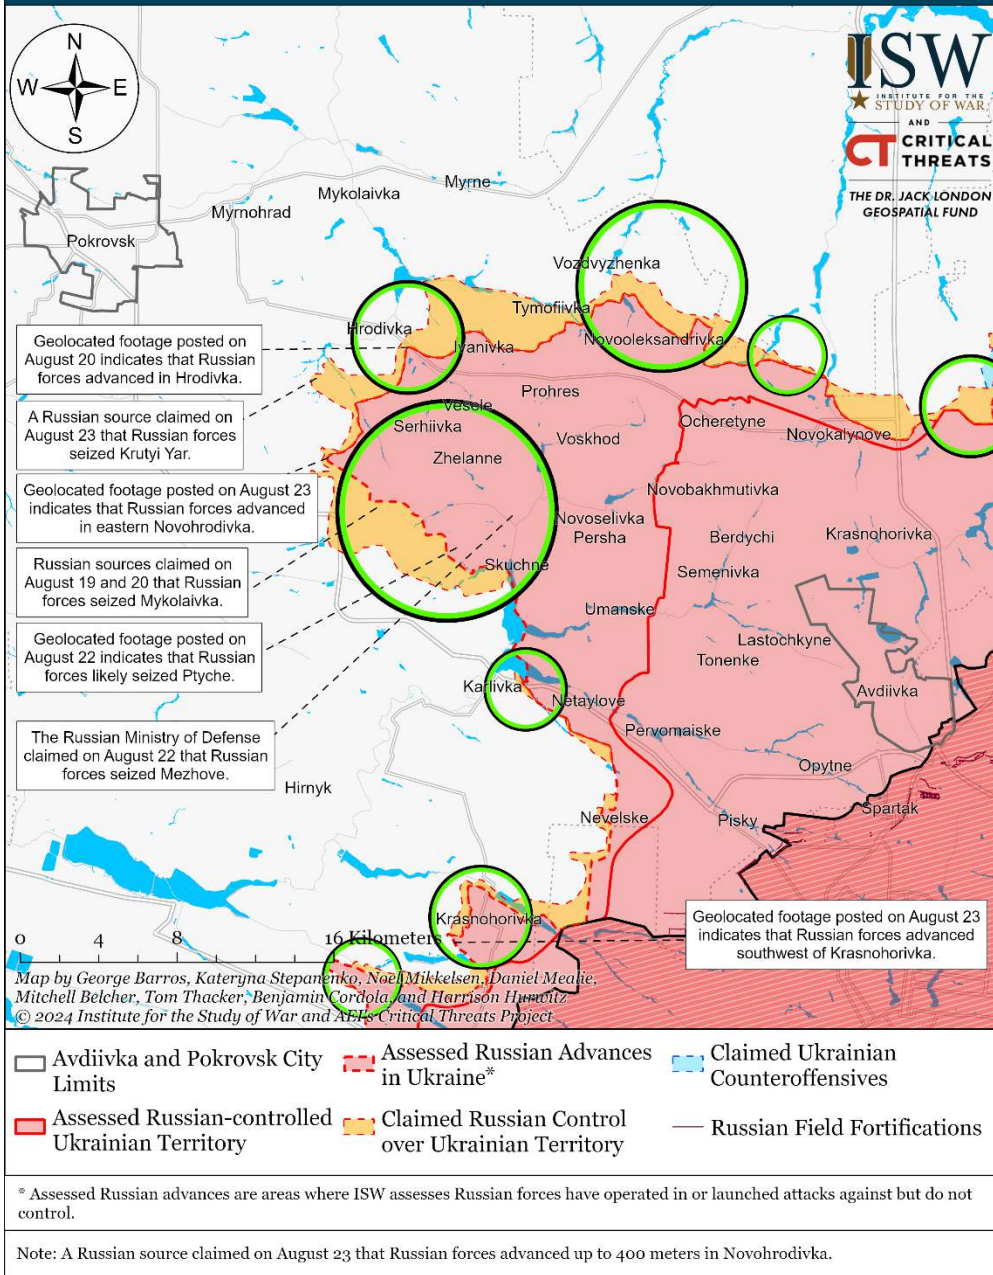 N
W
E
S
ISW
INSTITUTE FOR THE
STUDY OF WAR
AND
CT CRITICAL
THREATS
THE DR. JACK LONDON
GEOSPATIAL FUND
Myrne
Mykolaivka
Myrnohrad
Pokrovsk
Vozdvyzhenka
Tymofiivka
Hrodivka
Ivanivka
Novooleksandrivka
Geolocated footage posted on
August 20 indicates that Russian
forces advanced in Hrodivka.
Prohres
Vesele
A Russian source claimed on
August 23 that Russian forces
seized Krutyi Yar.
Serhiivka
Ocheretyne
Novokalynove
Voskhod
Zhelanne
Geolocated footage posted on August 23
indicates that Russian forces advanced
in eastern Novohrodivka.
Novobakhmutivka
Novoselivka
Persha
Berdychi
Krasnohorivka
Russian sources claimed on
August 19 and 20 that Russian
forces seized Mykolaivka.
Skuchne
Semenivka
Umanske
Geolocated footage posted on
August 22 indicates that Russian
forces likely seized Ptyche.
Lastochkyne
Tonenke
Karlivka
Netaylove
Avdiivka
The Russian Ministry of Defense
claimed on August 22 that Russian
forces seized Mezhove.
Pervomaiske
Opytne
Hirnyk
Nevelske
Pisky
Spartak
Krasnohorivka
Geolocated footage posted on August 23
indicates that Russian forces advanced
southwest of Krasnohorivka.
0 4 8 16 Kilometers
Map by George Barros, Kateryna Stepanenko, Noel Mikkelsen, Daniel Mealie,
Mitchell Belcher, Tom Thacker, Benjamin Cordola, and Harrison Hurwitz
© 2024 Institute for the Study of War and AEI's Critical Threats Project
Avdiivka and Pokrovsk City
Limits
Assessed Russian Advances
in Ukraine*
Claimed Ukrainian
Counteroffensives
Assessed Russian-controlled
Ukrainian Territory
Claimed Russian Control
over Ukrainian Territory
Russian Field Fortifications
* Assessed Russian advances are areas where ISW assesses Russian forces have operated in or launched attacks against but do not
control.
Note: A Russian source claimed on August 23 that Russian forces advanced up to 400 meters in Novohrodivka.